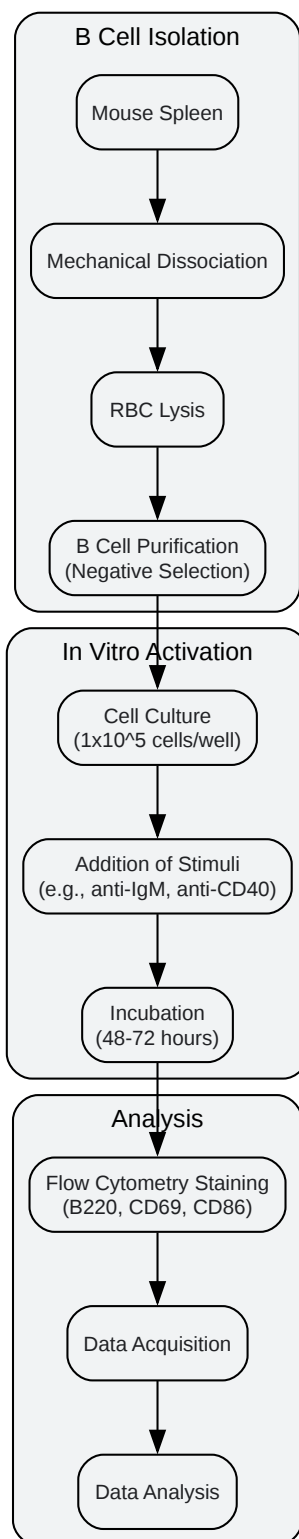 B Cell Isolation
Mouse Spleen
Mechanical Dissociation
RBC Lysis
B Cell Purification
(Negative Selection)
In Vitro Activation
Cell Culture
(1x10^5 cells/well)
Addition of Stimuli
(e.g., anti-IgM, anti-CD40)
Incubation
(48-72 hours)
Analysis
Flow Cytometry Staining
(B220, CD69, CD86)
Data Acquisition
Data Analysis